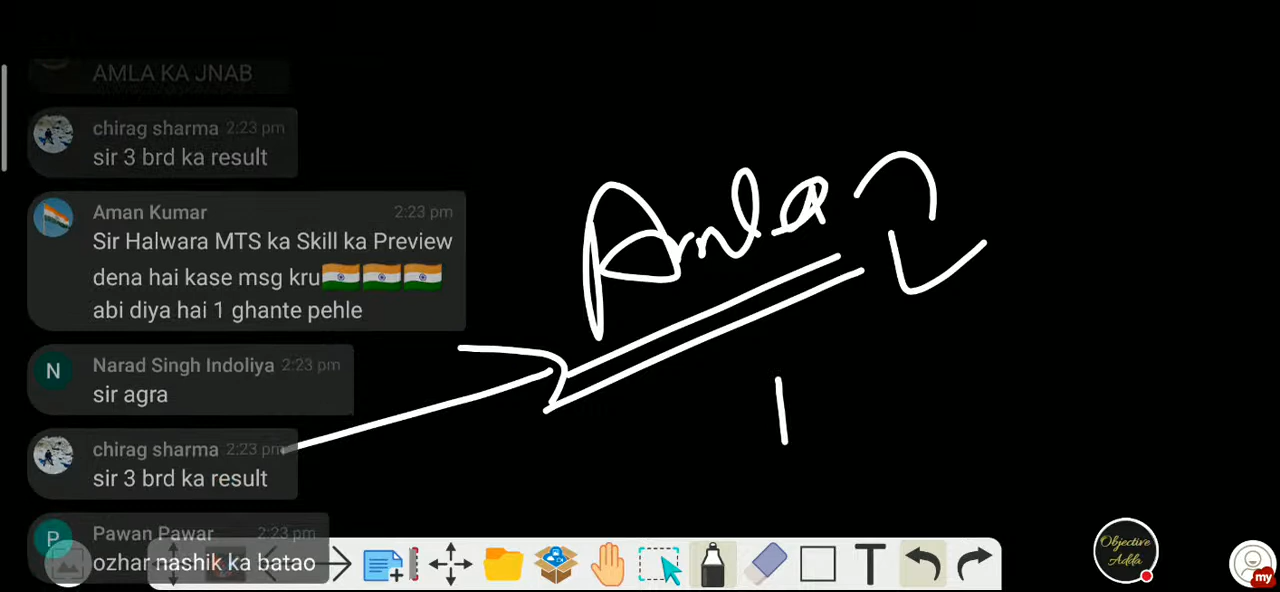 AMLA KA JNAB
chirag sharma 2:23 pm
sir 3 brd ka result
Aman Kumar 2:23 pm
Sir Halwara MTS ka Skill ka Preview
dena hai kase msg kru🇮🇳🇮🇳🇮🇳
abi diya hai 1 ghante pehle
N
Narad Singh Indoliya 2:23 pm
sir agra
chirag sharma 2:23 pm
sir 3 brd ka result
P
Pawan Pawar 2:23 pm
ozhar nashik ka batao
Amla
T
Objective
Adda
my